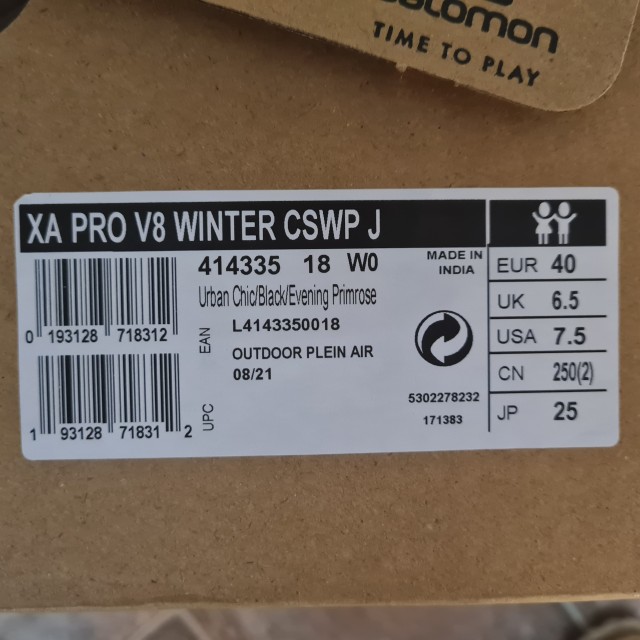 salomon
TIME TO PLAY
XA PRO V8 WINTER CSWP J
414335 18 W0
Urban Chic/Black/Evening Primrose
L4143350018
OUTDOOR PLEIN AIR
08/21
EAN
0 193128 718312
UPC
1 93128 71831 2
MADE IN
INDIA
5302278232
171383
EUR 40
UK 6.5
USA 7.5
CN 250(2)
JP 25